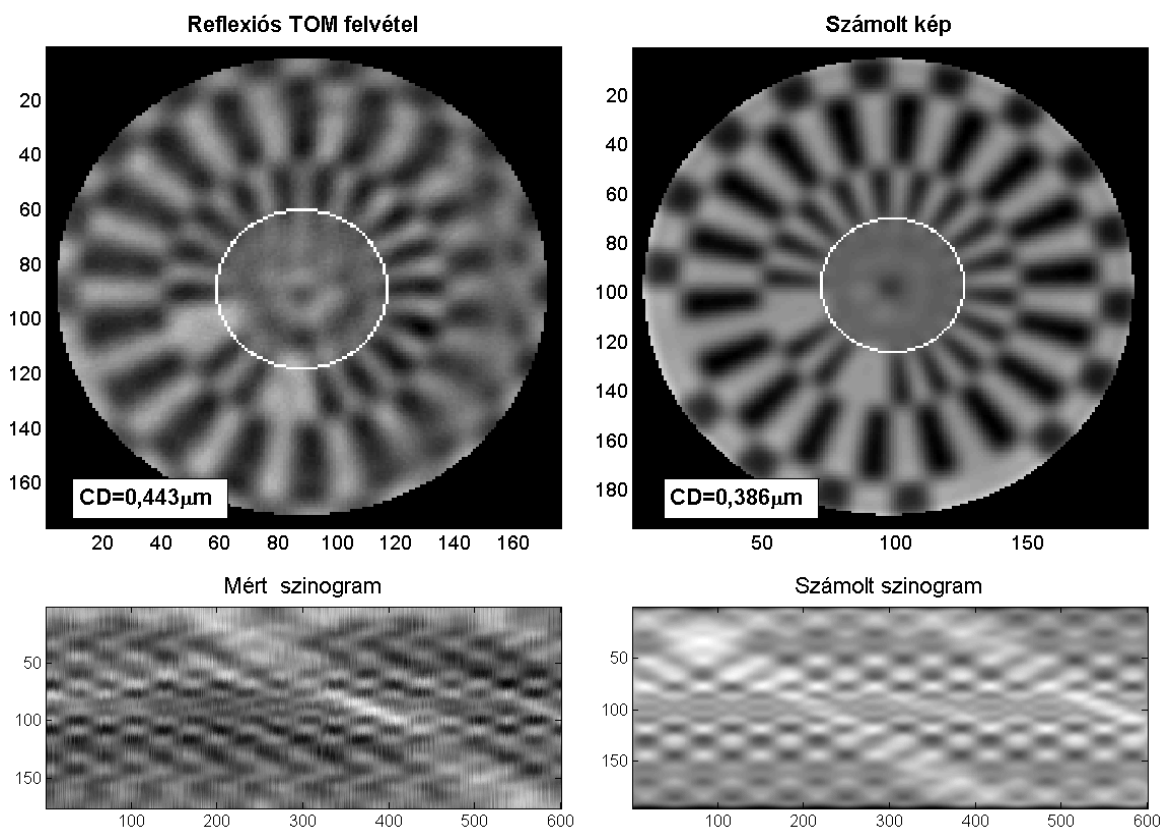 Reflexiós TOM felvétel
Számolt kép
20
40
60
80
100
120
140
160
CD=0,443μm
20 40 60 80 100 120 140 160
20
40
60
80
100
120
140
160
180
CD=0,386μm
50 100 150
Mért szinogram
Számolt szinogram
50
100
150
100 200 300 400 500 600
50
100
150
100 200 300 400 500 600